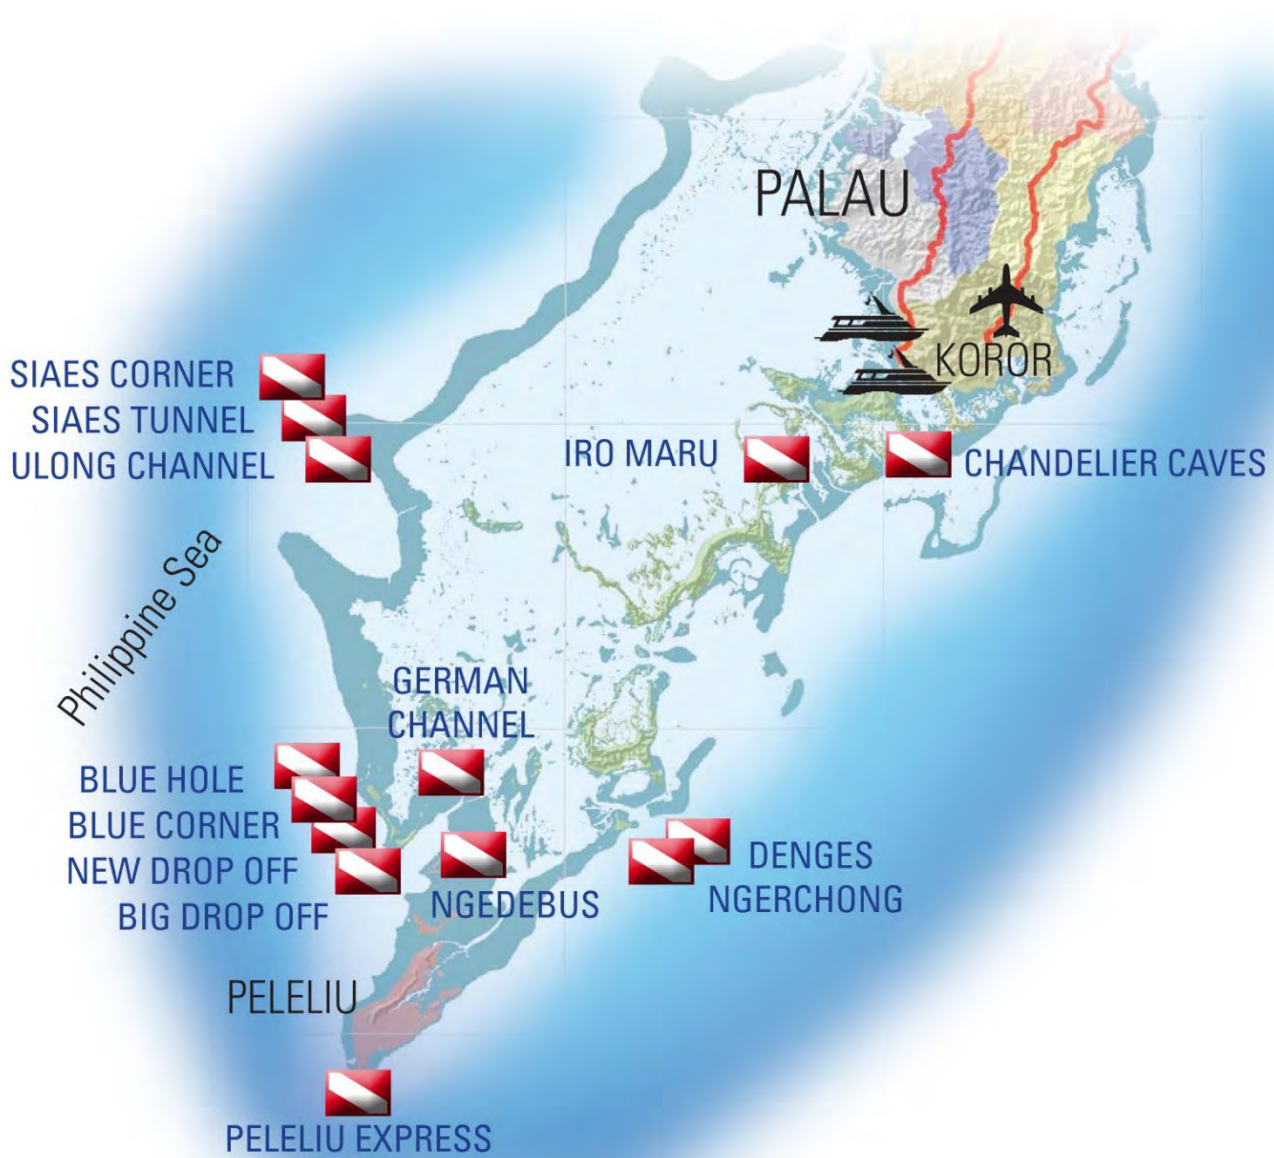 PALAU
KOROR
SIAES CORNER
SIAES TUNNEL
ULONG CHANNEL
IRO MARU
CHANDELIER CAVES
Philippine Sea
GERMAN
CHANNEL
BLUE HOLE
BLUE CORNER
NEW DROP OFF
BIG DROP OFF
NGEDEBUS
DENGES
NGERCHONG
PELELIU
PELELIU EXPRESS